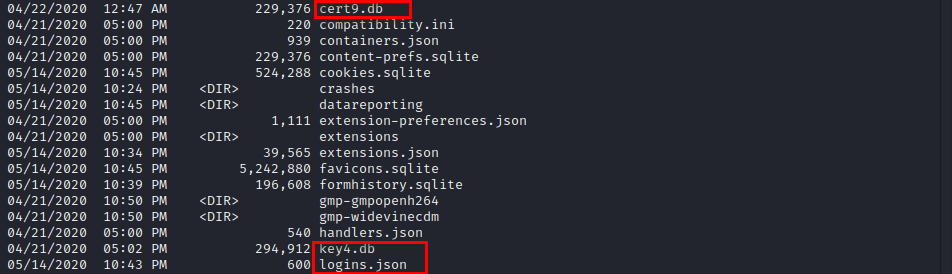 04/22/2020 12:47 AM 229,376 cert9.db
04/21/2020 05:00 PM 220 compatibility.ini
04/21/2020 05:00 PM 939 containers.json
04/21/2020 05:00 PM 229,376 content-prefs.sqlite
05/14/2020 10:45 PM 524,288 cookies.sqlite
05/14/2020 10:24 PM <DIR> crashes
05/14/2020 10:45 PM <DIR> datareporting
04/21/2020 05:00 PM 1,111 extension-preferences.json
04/21/2020 05:00 PM <DIR> extensions
05/14/2020 10:34 PM 39,565 extensions.json
05/14/2020 10:45 PM 5,242,880 favicons.sqlite
05/14/2020 10:39 PM 196,608 formhistory.sqlite
04/21/2020 10:50 PM <DIR> gmp-gmpopenh264
04/21/2020 10:50 PM <DIR> gmp-widevinecdm
04/21/2020 05:00 PM 540 handlers.json
04/21/2020 05:02 PM 294,912 key4.db
05/14/2020 10:43 PM 600 logins.json